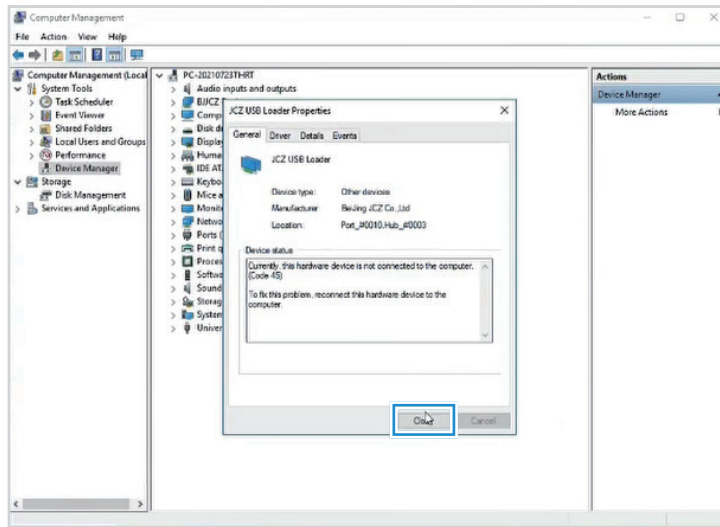 Computer Management
File Action View Help
Computer Management (Local
System Tools
Task Scheduler
Event Viewer
Shared Folders
Local Users and Groups
Performance
Device Manager
Storage
Disk Management
Services and Applications
PC-20210723THRT
Audio inputs and outputs
BJJCZ
Comp
Disk d
Display
Huma
IDE AT
Keybo
Mice a
Monito
Netwo
Ports (
Print q
Proces
Softwa
Sound
Storag
System
Univer
JCZ USB Loader Properties
General Driver Details Events
JCZ USB Loader
Device type: Other devices
Manufacturer BeiJing JCZ Co.,Ltd
Location: Port_#0010.Hub_#0003
Device status
Currently, this hardware device is not connected to the computer.
(Code 45)
To fix this problem, reconnect this hardware device to the
computer.
Close Cancel
Actions
Device Manager
More Actions